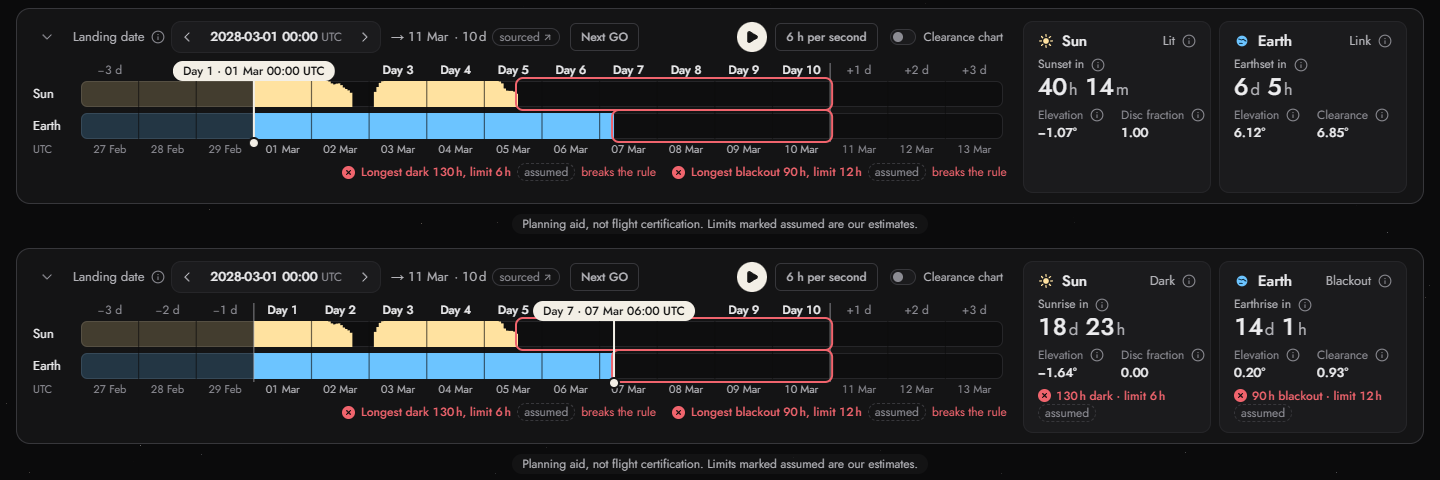 Landing date 2028-03-01 00:00 UTC → 11 Mar · 10 d sourced ↗ Next GO 6 h per second Clearance chart
−3 d Day 1 · 01 Mar 00:00 UTC Day 3 Day 4 Day 5 Day 6 Day 7 Day 8 Day 9 Day 10 +1 d +2 d +3 d
Sun
Earth
UTC 27 Feb 28 Feb 29 Feb 01 Mar 02 Mar 03 Mar 04 Mar 05 Mar 06 Mar 07 Mar 08 Mar 09 Mar 10 Mar 11 Mar 12 Mar 13 Mar
Longest dark 130 h, limit 6 h assumed breaks the rule Longest blackout 90 h, limit 12 h assumed breaks the rule
Sun Lit
Sunset in
40 h 14 m
Elevation Disc fraction
−1.07° 1.00
Earth Link
Earthset in
6 d 5 h
Elevation Clearance
6.12° 6.85°
Planning aid, not flight certification. Limits marked assumed are our estimates.
Landing date 2028-03-01 00:00 UTC → 11 Mar · 10 d sourced ↗ Next GO 6 h per second Clearance chart
−3 d −2 d −1 d Day 1 Day 2 Day 3 Day 4 Day 5 Day 7 · 07 Mar 06:00 UTC Day 9 Day 10 +1 d +2 d +3 d
Sun
Earth
UTC 27 Feb 28 Feb 29 Feb 01 Mar 02 Mar 03 Mar 04 Mar 05 Mar 06 Mar 07 Mar 08 Mar 09 Mar 10 Mar 11 Mar 12 Mar 13 Mar
Longest dark 130 h, limit 6 h assumed breaks the rule Longest blackout 90 h, limit 12 h assumed breaks the rule
Sun Dark
Sunrise in
18 d 23 h
Elevation Disc fraction
−1.64° 0.00
130 h dark · limit 6 h
assumed
Earth Blackout
Earthrise in
14 d 1 h
Elevation Clearance
0.20° 0.93°
90 h blackout · limit 12 h
assumed
Planning aid, not flight certification. Limits marked assumed are our estimates.